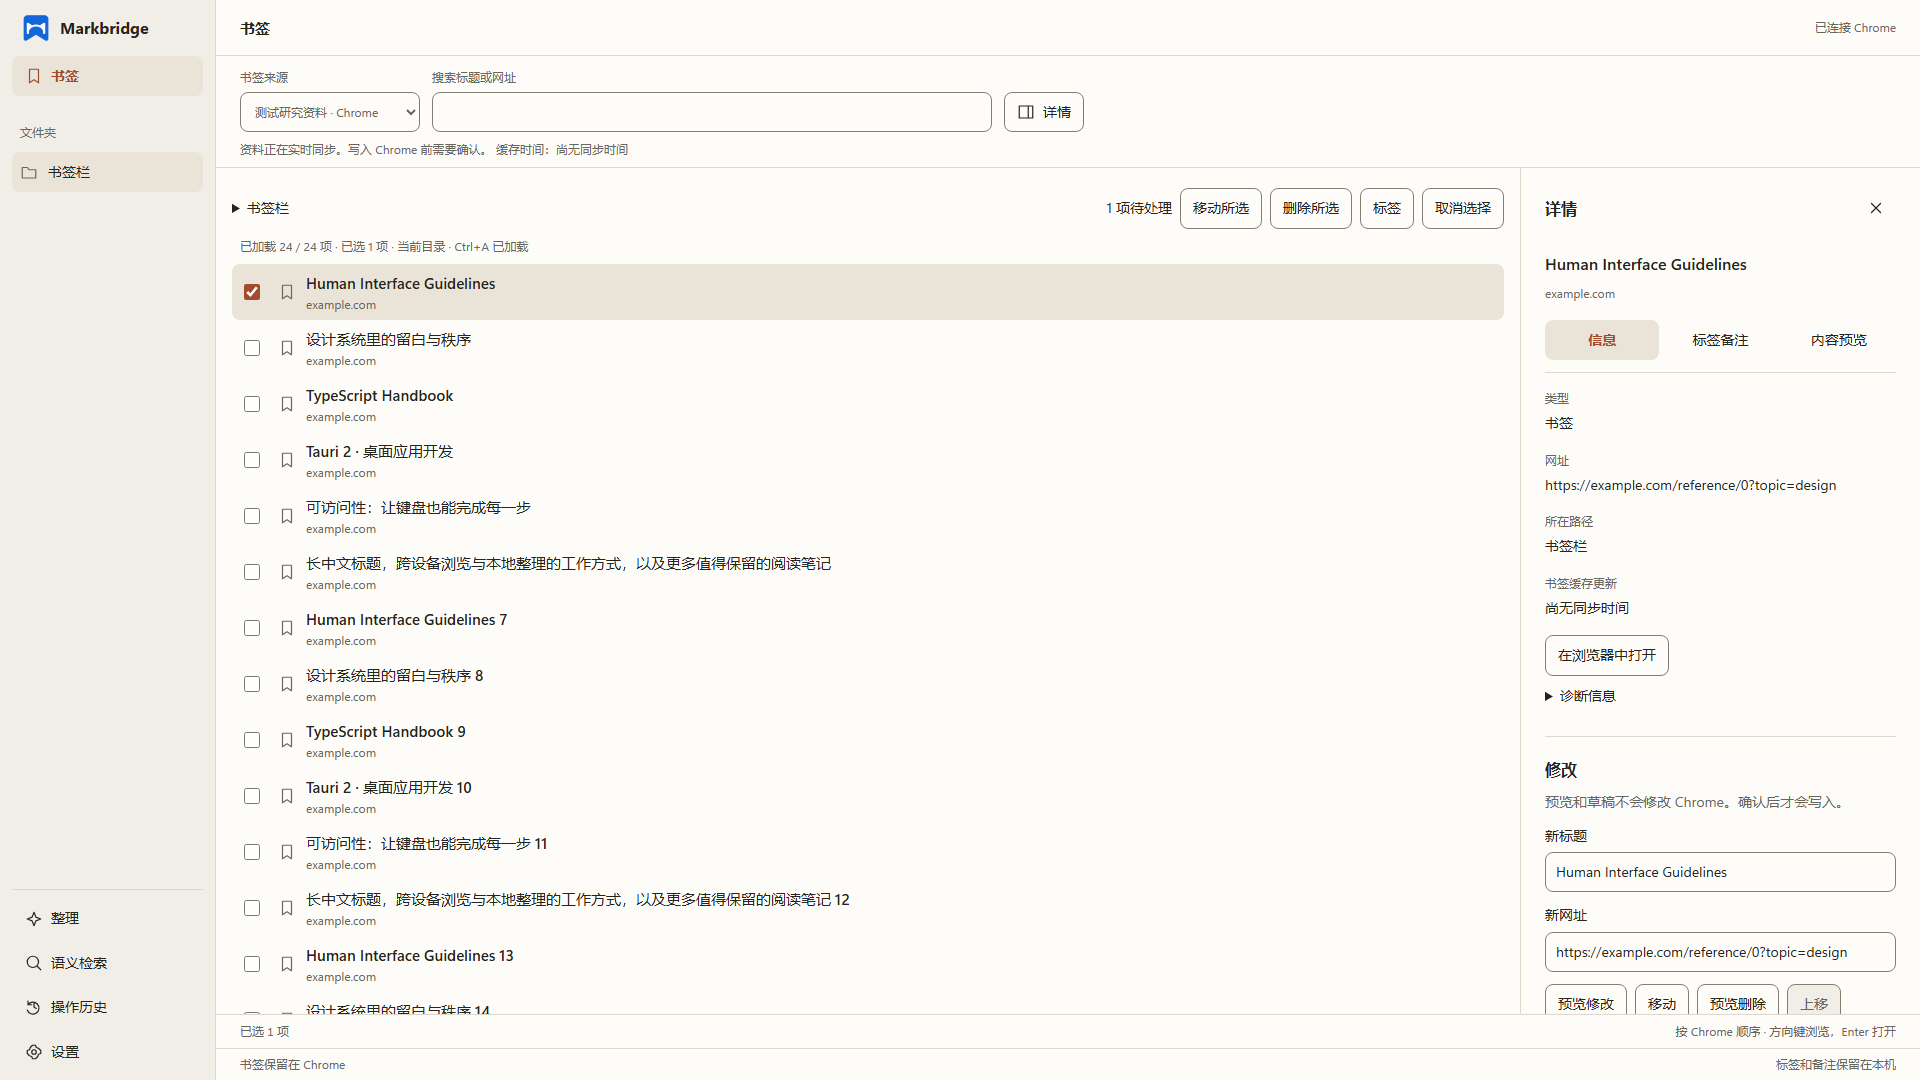 Markbridge
书签
文件夹
书签栏
整理
语义检索
操作历史
设置
书签
已连接 Chrome
书签来源
搜索标题或网址
测试研究资料 · Chrome
详情
资料正在实时同步。写入 Chrome 前需要确认。 缓存时间：尚无同步时间
书签栏
1 项待处理
移动所选
删除所选
标签
取消选择
已加载 24 / 24 项 · 已选 1 项 · 当前目录 · Ctrl+A 已加载
Human Interface Guidelines
example.com
设计系统里的留白与秩序
example.com
TypeScript Handbook
example.com
Tauri 2 · 桌面应用开发
example.com
可访问性：让键盘也能完成每一步
example.com
长中文标题，跨设备浏览与本地整理的工作方式，以及更多值得保留的阅读笔记
example.com
Human Interface Guidelines 7
example.com
设计系统里的留白与秩序 8
example.com
TypeScript Handbook 9
example.com
Tauri 2 · 桌面应用开发 10
example.com
可访问性：让键盘也能完成每一步 11
example.com
长中文标题，跨设备浏览与本地整理的工作方式，以及更多值得保留的阅读笔记 12
example.com
Human Interface Guidelines 13
example.com
设计系统里的留白与秩序 14
详情
Human Interface Guidelines
example.com
信息
标签备注
内容预览
类型
书签
网址
https://example.com/reference/0?topic=design
所在路径
书签栏
书签缓存更新
尚无同步时间
在浏览器中打开
诊断信息
修改
预览和草稿不会修改 Chrome。确认后才会写入。
新标题
Human Interface Guidelines
新网址
https://example.com/reference/0?topic=design
预览修改
移动
预览删除
上移
已选 1 项
按 Chrome 顺序 · 方向键浏览，Enter 打开
书签保留在 Chrome
标签和备注保留在本机